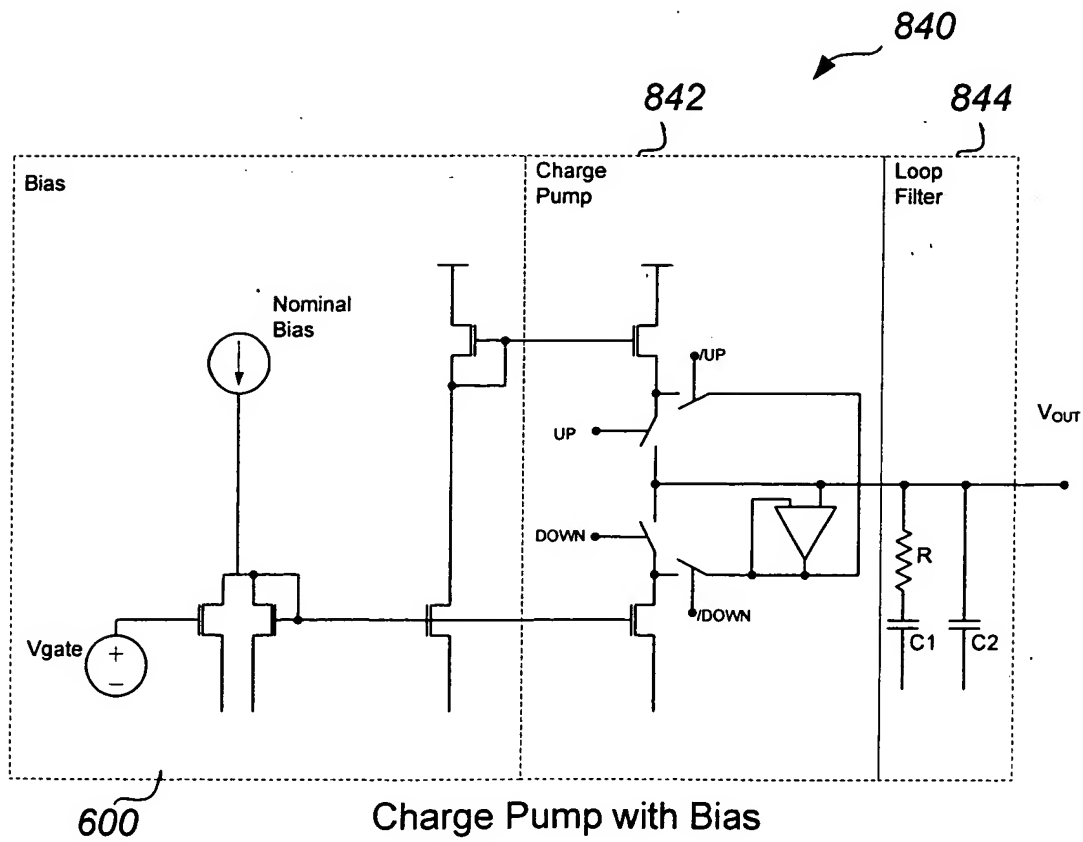 840
842
844
Bias
Charge
Pump
Loop
Filter
Nominal
Bias
/UP
UP
VOUT
DOWN
R
/DOWN
Vgate
+
–
C1
C2
600
Charge Pump with Bias